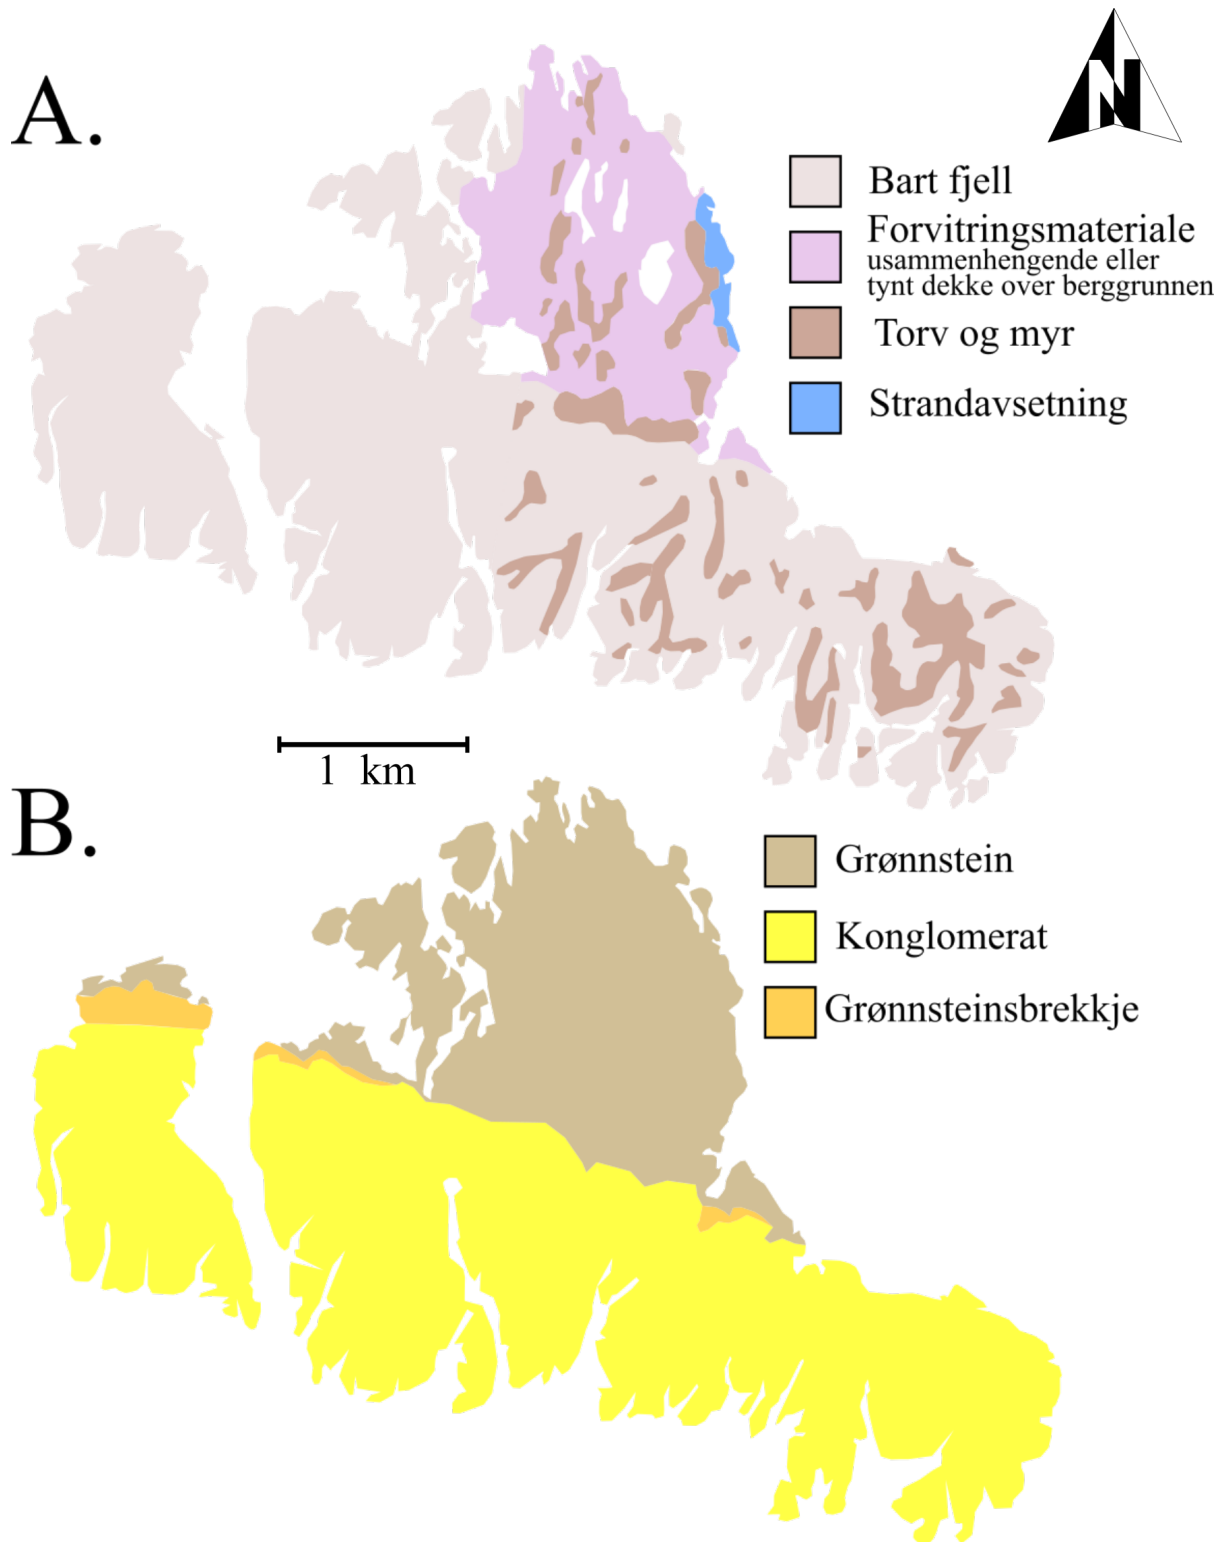 A.
N
Bart fjell
Forvitringsmateriale
usammenhengende eller
tynt dekke over berggrunnen
Torv og myr
Strandavsetning
1 km
B.
Grønnstein
Konglomerat
Grønnsteinsbrekkje